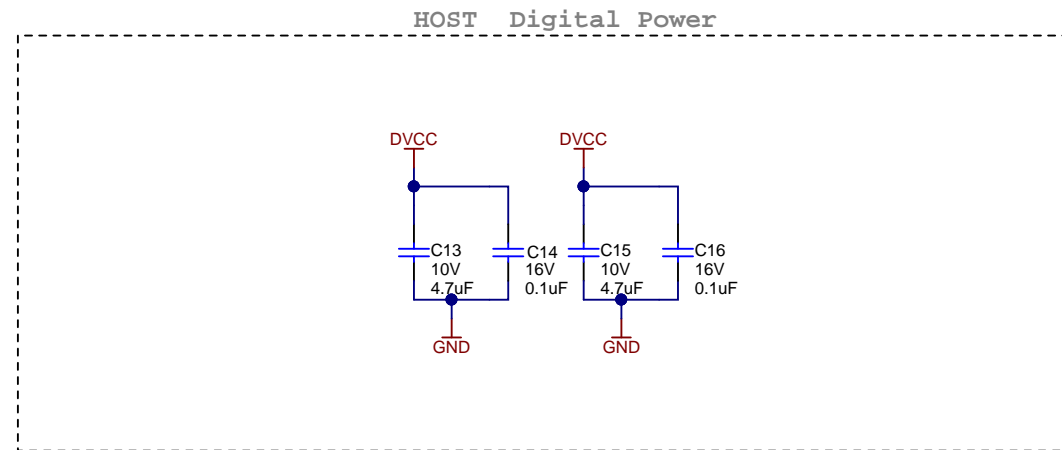 HOST  Digital Power
DVCC
DVCC
C13
10V
4.7uF
C14
16V
0.1uF
C15
10V
4.7uF
C16
16V
0.1uF
GND
GND